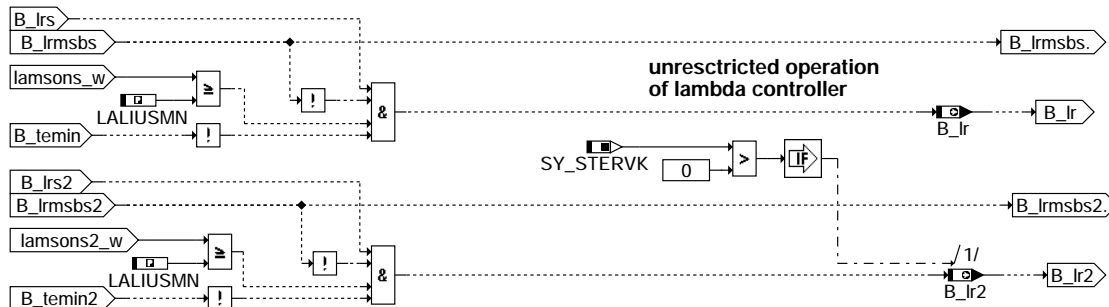 B_lrs
B_lrmsbs
B_lrmsbs.
lamsons_w
unresctricted operation
of lambda controller
LALIUSMN
!
&
B_lr
B_lr
B_temin
!
SY_STERVK
>
IF
0
B_lrs2
B_lrmsbs2
B_lrmsbs2.
lamsons2_w
/1/
LALIUSMN
!
&
B_lr2
B_lr2
B_temin2
!